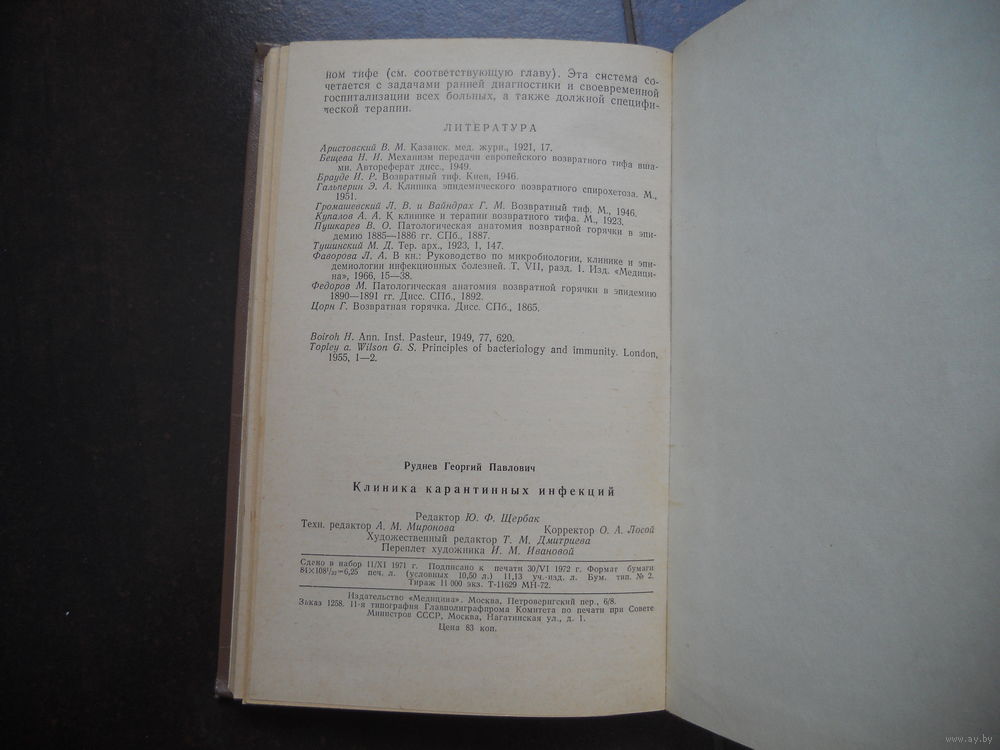 ном тифе (см. соответствующую главу). Эта система со-
четается с задачами ранней диагностики и своевременной
госпитализации всех больных, а также должной специфи-
ческой терапии.
ЛИТЕРАТУРА
Аристовский В. М. Казанск. мед. журн., 1921, 17.
Бещева Н. И. Механизм передачи европейского возвратного тифа вша-
ми. Автореферат дисс., 1949.
Брауде И. Р. Возвратный тиф. Киев, 1946.
Гальперин Э. А. Клиника эпидемического возвратного спирохетоза. М.,
1951.
Громашевский Л. В. и Вайндрах Г. М. Возвратный тиф. М., 1946.
Купалов А. А. К клинике и терапии возвратного тифа. М., 1923.
Пушкарев В. О. Патологическая анатомия возвратной горячки в эпи-
демию 1885—1886 гг. СПб., 1887.
Тушинский М. Д. Тер. арх., 1923, 1, 147.
Фаворова Л. А. В кн.: Руководство по микробиологии, клинике и эпи-
демиологии инфекционных болезней. Т. VII, разд. 1. Изд. «Медици-
на», 1966, 15—38.
Федоров М. Патологическая анатомия возвратной горячки в эпидемию
1890—1891 гг. Дисс. СПб., 1892.
Цорн Г. Возвратная горячка. Дисс. СПб., 1865.
Boiroh H. Ann. Inst. Pasteur, 1949, 77, 620.
Topley a. Wilson G. S. Principles of bacteriology and immunity. London,
1955, 1—2.
Руднев Георгий Павлович
Клиника карантинных инфекций
Редактор Ю. Ф. Щербак
Техн. редактор А. М. Миронова Корректор О. А. Лосой
Художественный редактор Т. М. Дмитриева
Переплет художника И. М. Ивановой
Сдано в набор 11/XI 1971 г. Подписано к печати 30/VI 1972 г. Формат бумаги
84×108¹/₃₂=6,25 печ. л. (условных 10,50 л.) 11,13 уч.-изд. л. Бум. тип. № 2.
Тираж 11 000 экз. Т-11629 МН-72.
Издательство «Медицина». Москва, Петроверигский пер., 6/8.
Заказ 1258. 11-я типография Главполиграфпрома Комитета по печати при Совете
Министров СССР, Москва, Нагатинская ул., д. 1.
Цена 83 коп.
www.ay.by